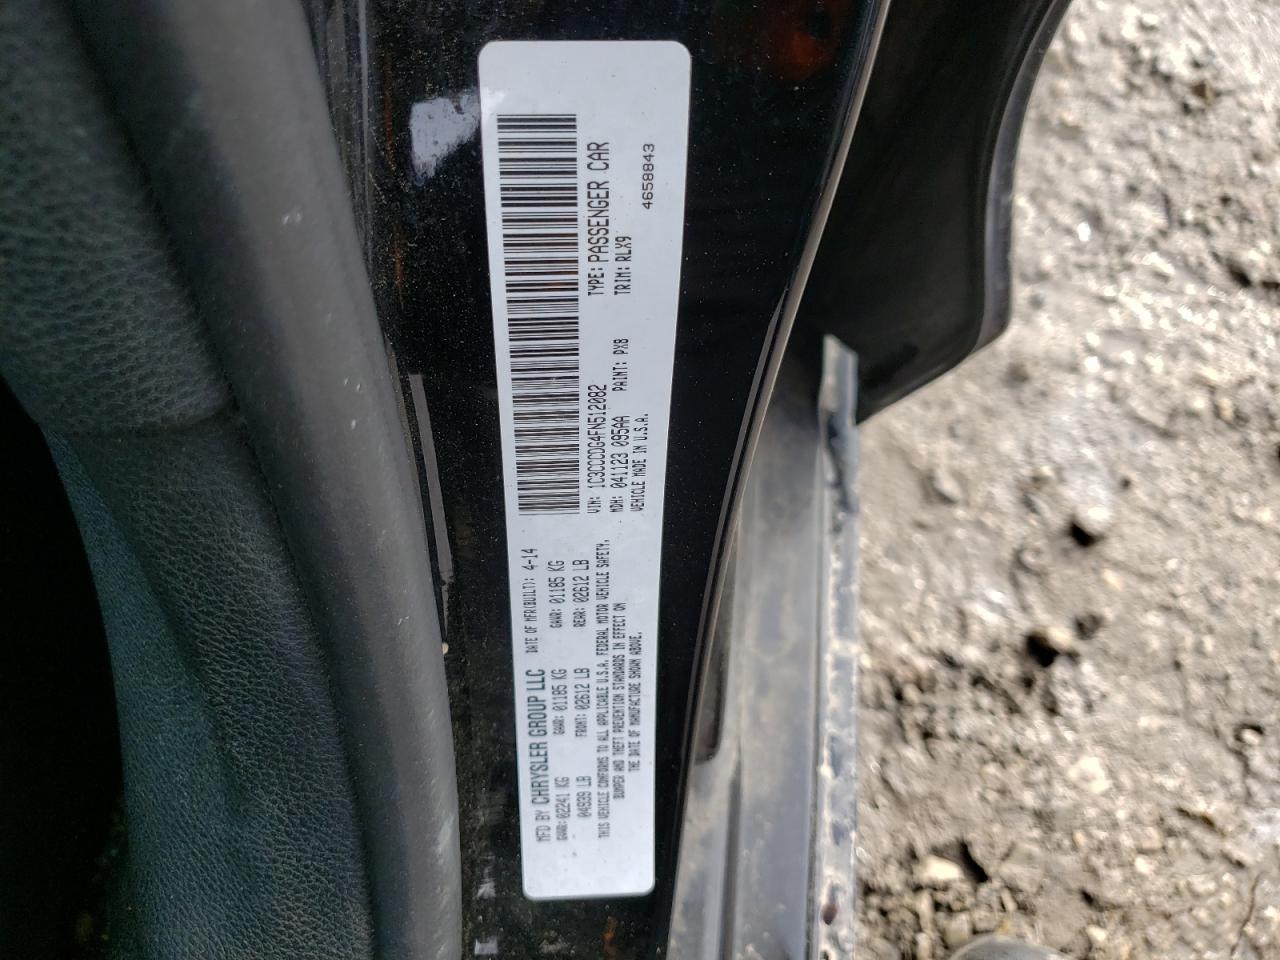 MFD BY CHRYSLER GROUP LLC DATE OF MFR(BUILT): 4-14
GVWR: 02241 KG GAWR: 01185 KG GAWR: 01185 KG
04939 LB FRONT: 02612 LB REAR: 02612 LB
THIS VEHICLE CONFORMS TO ALL APPLICABLE U.S.A. FEDERAL MOTOR VEHICLE SAFETY,
BUMPER AND THEFT PREVENTION STANDARDS IN EFFECT ON
THE DATE OF MANUFACTURE SHOWN ABOVE.
VIN: 1C3CCCDG4FN512082 TYPE: PASSENGER CAR
MDH: 041123 095AA PAINT: PX8 TRIM: RLX9
VEHICLE MADE IN U.S.A. 4658843